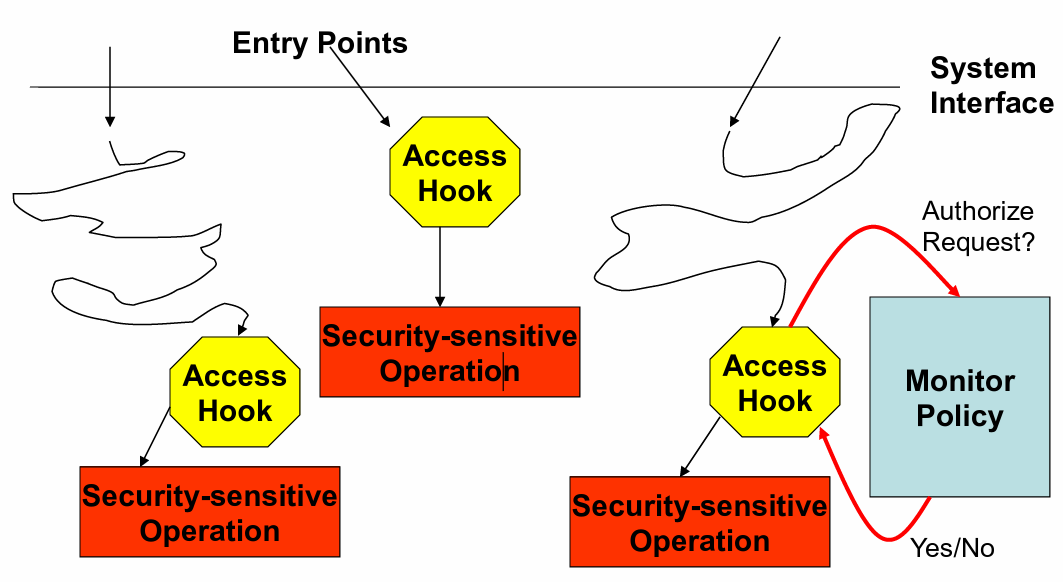 Entry Points
System
Interface
Access
Hook
Authorize
Request?
Security-sensitive
Operation
Access
Hook
Access
Hook
Monitor
Policy
Security-sensitive
Operation
Security-sensitive
Operation
Yes/No